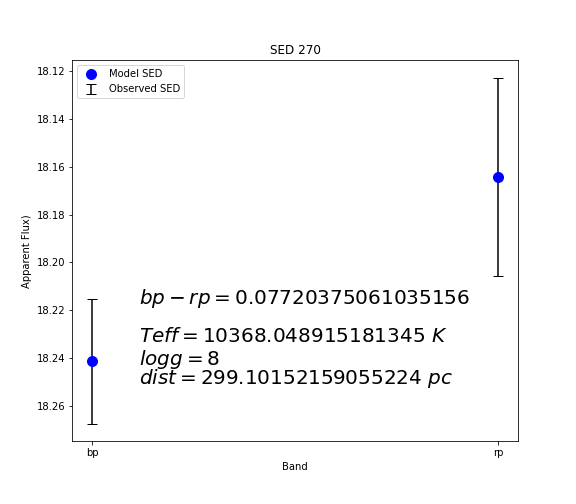 SED 270
Model SED
Observed SED
18.12
18.14
18.16
18.18
18.20
18.22
18.24
18.26
Apparent Flux)
bp − rp = 0.07720375061035156
Teff = 10368.048915181345 K
logg = 8
dist = 299.10152159055224 pc
bp
rp
Band